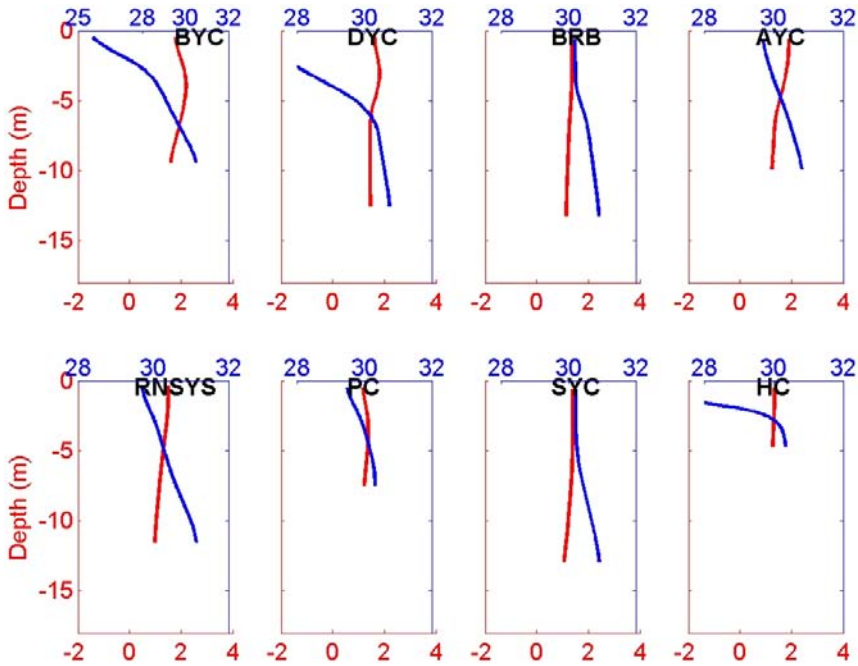 25 28 30 32 28 30 32 28 30 32 28 30 32
0 BYC DYC BRB AYC
-5
Depth (m)
-10
-15
-2 0 2 4 -2 0 2 4 -2 0 2 4 -2 0 2 4
28 30 32 28 30 32 28 30 32 28 30 32
0 RNSYS PC SYC HC
-5
Depth (m)
-10
-15
-2 0 2 4 -2 0 2 4 -2 0 2 4 -2 0 2 4